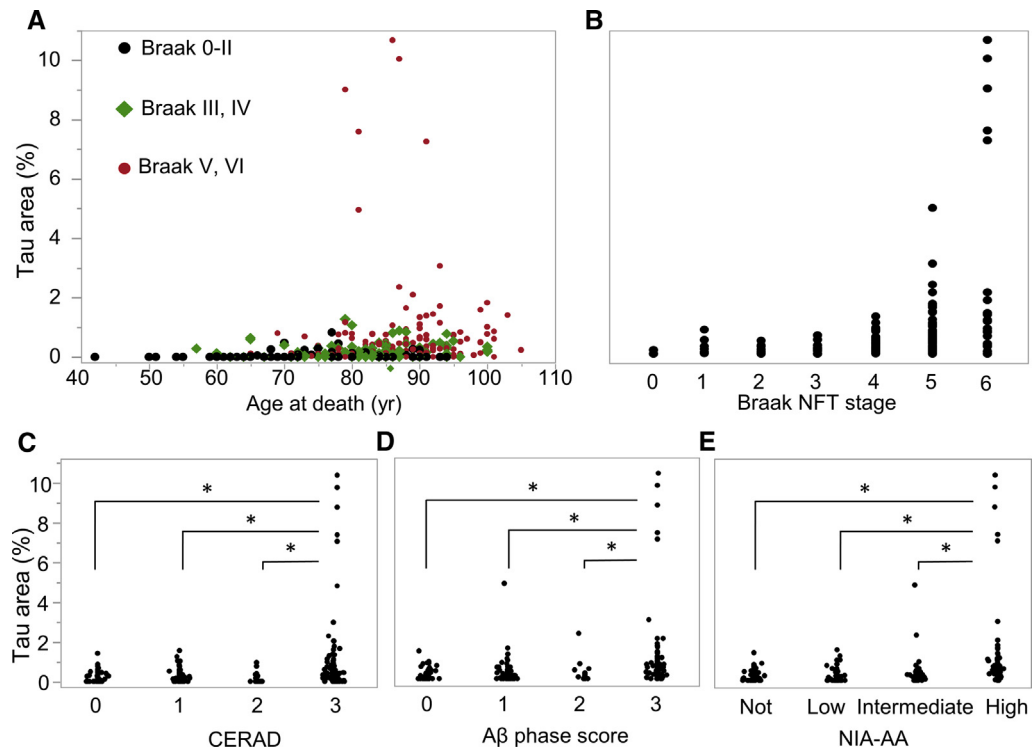 A
B
Braak 0-II
Braak III, IV
Braak V, VI
Tau area (%)
10
8
6
4
2
0
40 50 60 70 80 90 100 110
Age at death (yr)
0 1 2 3 4 5 6
Braak NFT stage
C
D
E
Tau area (%)
10
8
6
4
2
0
* * *
* * *
* * *
0 1 2 3
CERAD
0 1 2 3
Aβ phase score
Not Low Intermediate High
NIA-AA